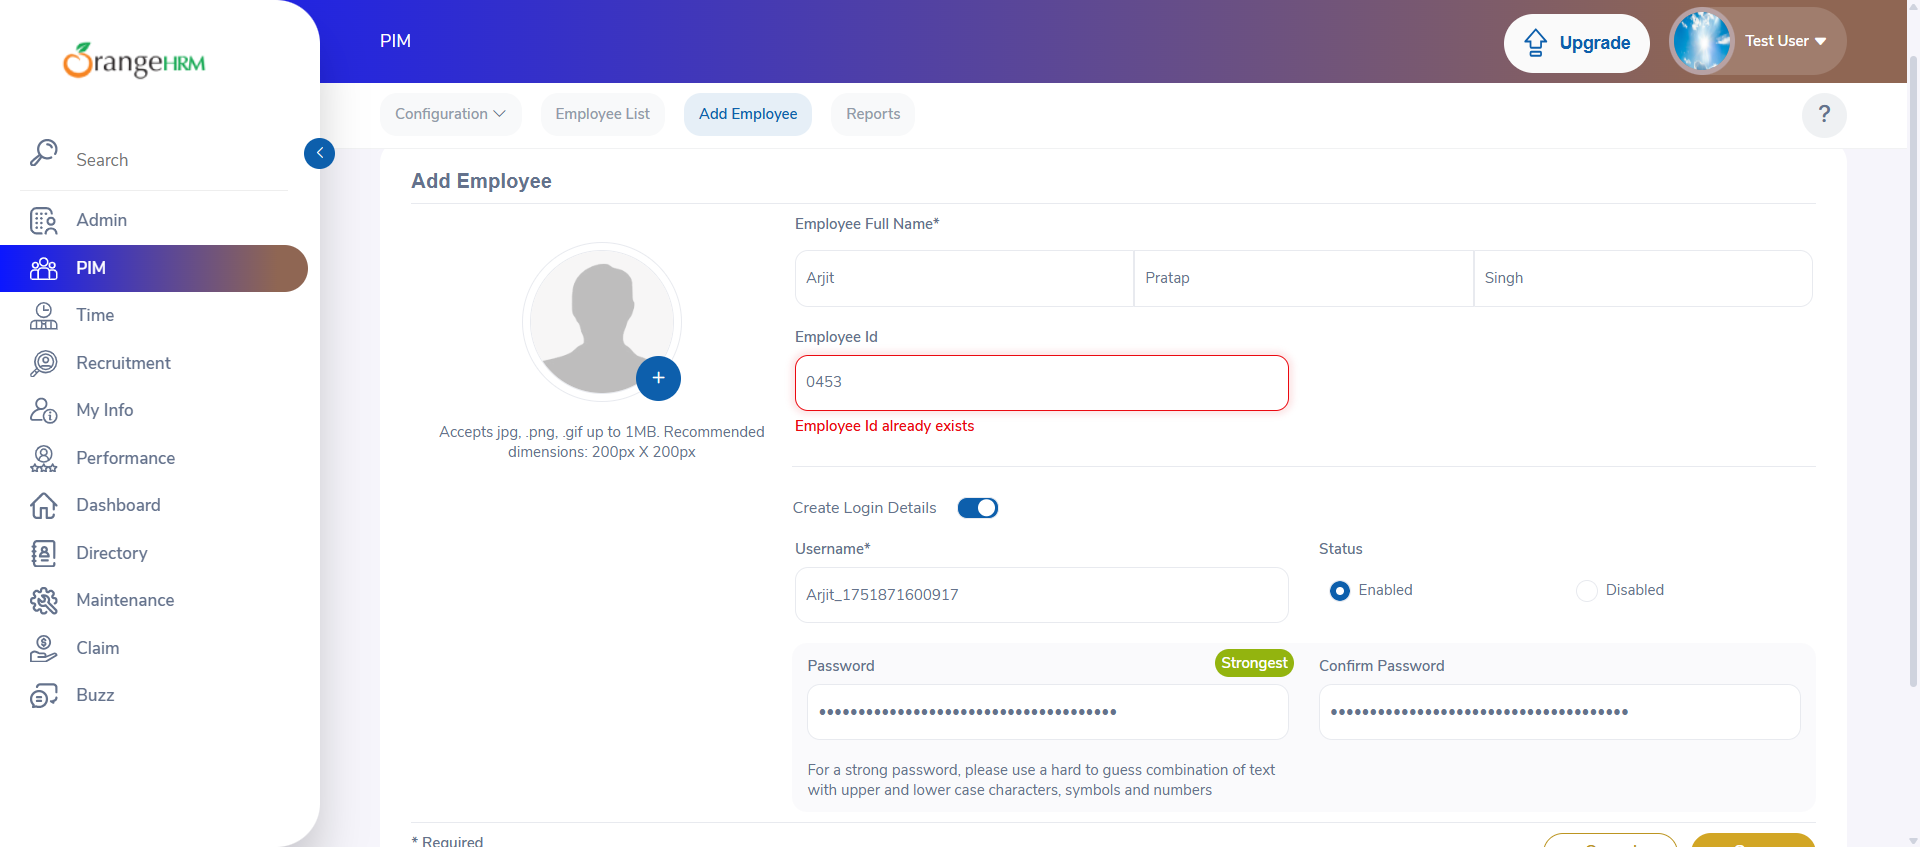 OrangeHRM
PIM
Upgrade
Test User
Configuration
Employee List
Add Employee
Reports
?
Search
Admin
PIM
Time
Recruitment
My Info
Performance
Dashboard
Directory
Maintenance
Claim
Buzz
Add Employee
Accepts jpg, .png, .gif up to 1MB. Recommended
dimensions: 200px X 200px
Employee Full Name*
Arjit Pratap Singh
Employee Id
0453
Employee Id already exists
Create Login Details
Username*
Arjit_1751871600917
Status
Enabled Disabled
Password
Strongest
Confirm Password
For a strong password, please use a hard to guess combination of text
with upper and lower case characters, symbols and numbers
* Required